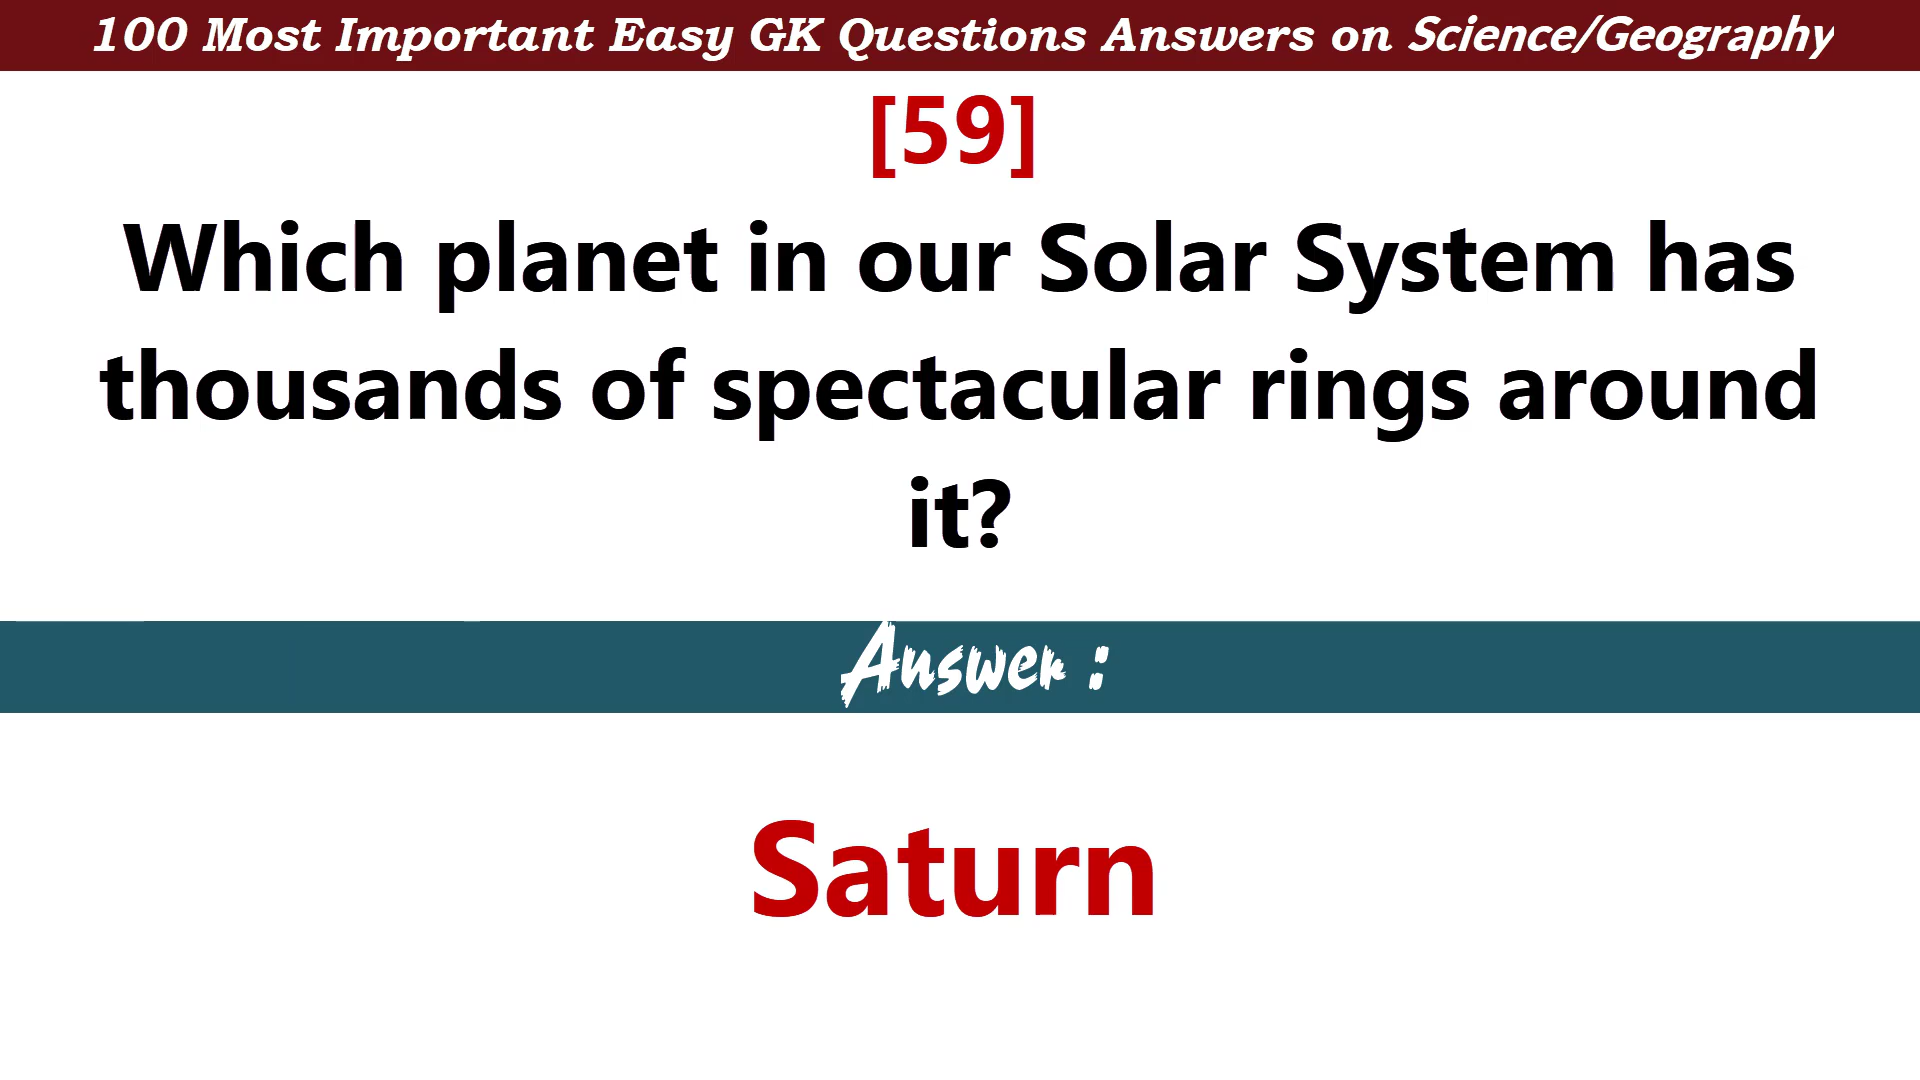 100 Most Important Easy GK Questions Answers on Science/Geography
[59]
Which planet in our Solar System has
thousands of spectacular rings around
it?
Answer :
Saturn